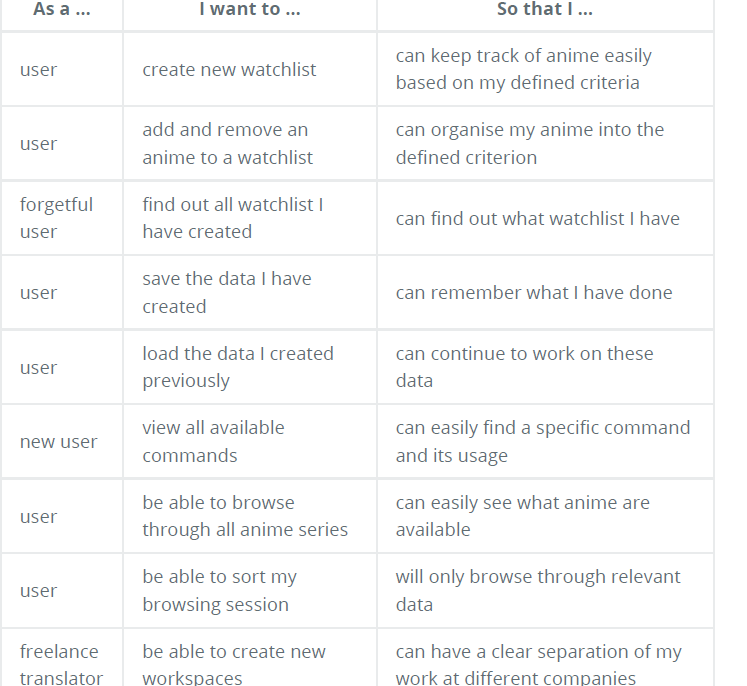 As a ... I want to ... So that I ...
user create new watchlist can keep track of anime easily
based on my defined criteria
user add and remove an
anime to a watchlist can organise my anime into the
defined criterion
forgetful
user find out all watchlist I
have created can find out what watchlist I have
user save the data I have
created can remember what I have done
user load the data I created
previously can continue to work on these
data
new user view all available
commands can easily find a specific command
and its usage
user be able to browse
through all anime series can easily see what anime are
available
user be able to sort my
browsing session will only browse through relevant
data
freelance
translator be able to create new
workspaces can have a clear separation of my
work at different companies